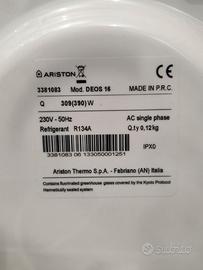 ARISTON
3381083 Mod. DEOS 16 MADE IN P.R.C.
Q 309(390)W
230V - 50Hz AC single phase
Refrigerant R134A Q.ty 0,12kg
3381083 06 133050001251 IPX0
Ariston Thermo S.p.A. - Fabriano (AN) Italia
Contains fluorinated greenhouse gases covered by the Kyoto Protocol
Hermetically sealed system.
subito